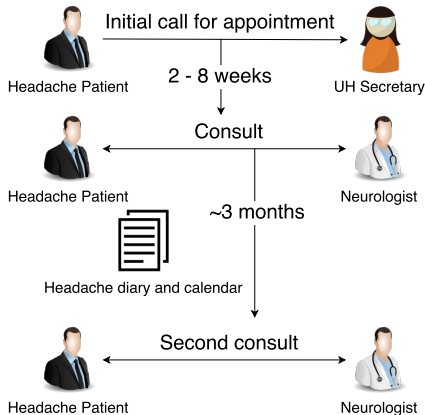 Initial call for appointment
Headache Patient
UH Secretary
2 - 8 weeks
Consult
Headache Patient
Neurologist
~3 months
Headache diary and calendar
Second consult
Headache Patient
Neurologist